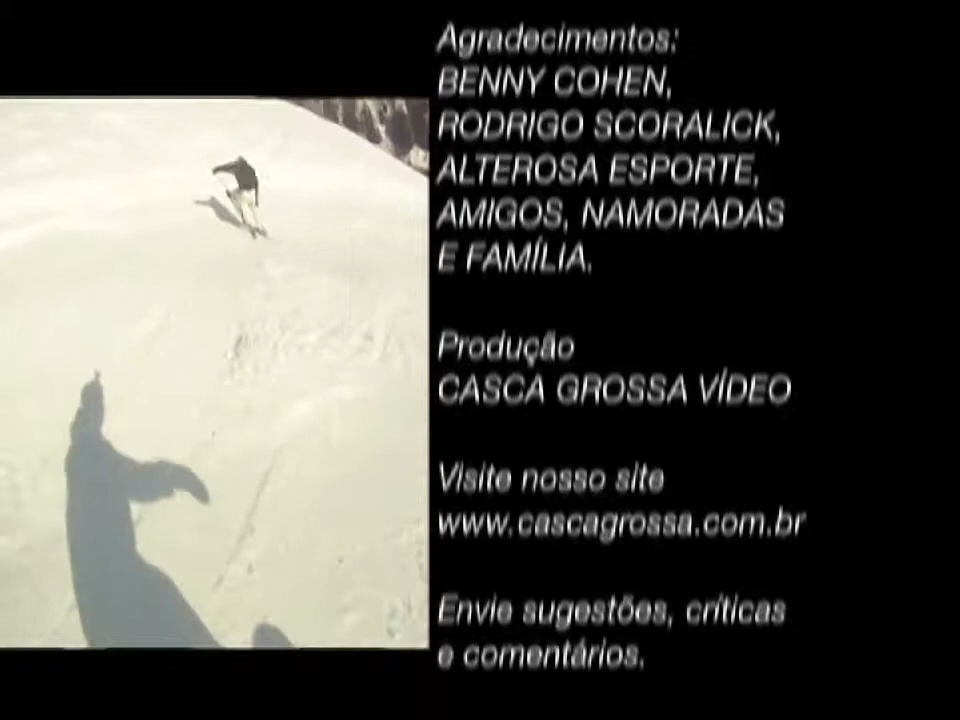 Agradecimentos:
BENNY COHEN,
RODRIGO SCORALICK,
ALTEROSA ESPORTE,
AMIGOS, NAMORADAS
E FAMÍLIA.
Produção
CASCA GROSSA VÍDEO
Visite nosso site
www.cascagrossa.com.br
Envie sugestões, críticas
e comentários.